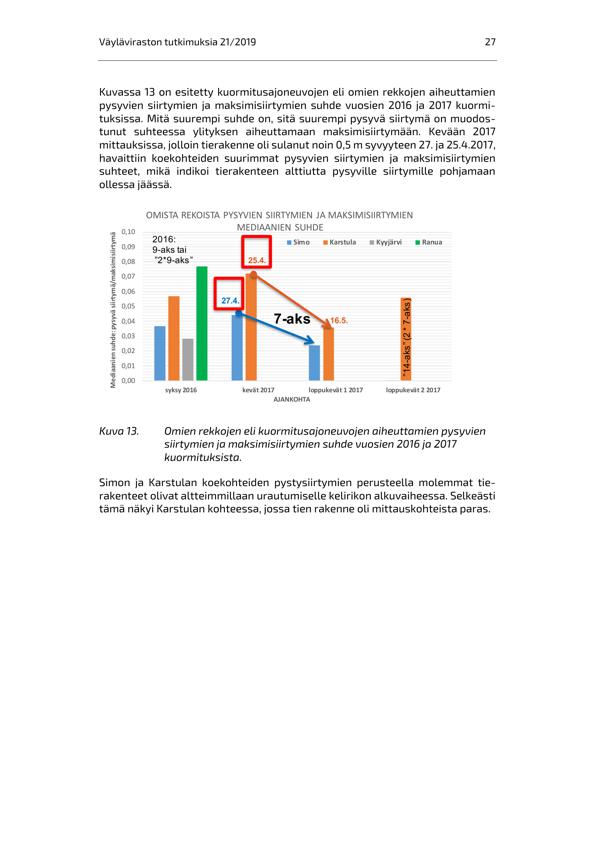 Väyläviraston tutkimuksia 21/2019 27
Kuvassa 13 on esitetty kuormitusajoneuvojen eli omien rekkojen aiheuttamien
pysyvien siirtymien ja maksimisiirtymien suhde vuosien 2016 ja 2017 kuormi-
tuksissa. Mitä suurempi suhde on, sitä suurempi pysyvä siirtymä on muodos-
tunut suhteessa ylityksen aiheuttamaan maksimisiirtymään. Kevään 2017
mittauksissa, jolloin tierakenne oli sulanut noin 0,5 m syvyyteen 27. ja 25.4.2017,
havaittiin koekohteiden suurimmat pysyvien siirtymien ja maksimisiirtymien
suhteet, mikä indikoi tierakenteen alttiutta pysyville siirtymille pohjamaan
ollessa jäässä.
OMISTA REKOISTA PYSYVIEN SIIRTYMIEN JA MAKSIMISIIRTYMIEN
MEDIAANIEN SUHDE
Mediaanien suhde: pysyvä siirtymä/maksimisiirtymä
0,10
0,09
0,08
0,07
0,06
0,05
0,04
0,03
0,02
0,01
0,00
2016:
9-aks tai
"2*9-aks"
Simo Karstula Kyyjärvi Ranua
25.4.
27.4.
7-aks
16.5.
"14-aks" (2 * 7-aks)
syksy 2016 kevät 2017 loppukevät 1 2017 loppukevät 2 2017
AJANKOHTA
Kuva 13. Omien rekkojen eli kuormitusajoneuvojen aiheuttamien pysyvien
siirtymien ja maksimisiirtymien suhde vuosien 2016 ja 2017
kuormituksista.
Simon ja Karstulan koekohteiden pystysiirtymien perusteella molemmat tie-
rakenteet olivat altteimmillaan urautumiselle kelirikon alkuvaiheessa. Selkeästi
tämä näkyi Karstulan kohteessa, jossa tien rakenne oli mittauskohteista paras.